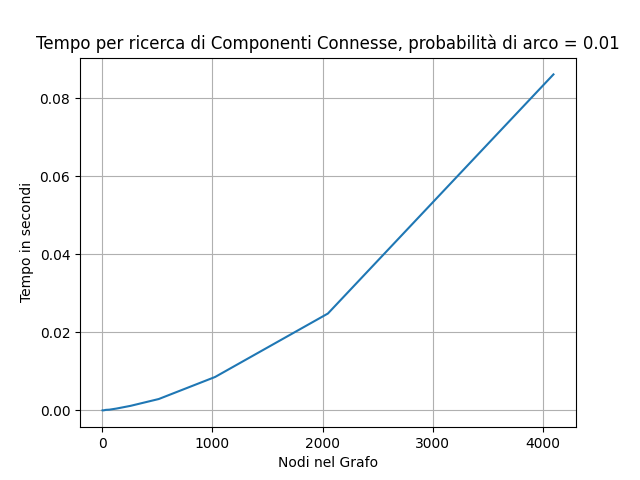 Tempo per ricerca di Componenti Connesse, probabilità di arco = 0.01
0.08
0.06
0.04
0.02
0.00
Tempo in secondi
0 1000 2000 3000 4000
Nodi nel Grafo